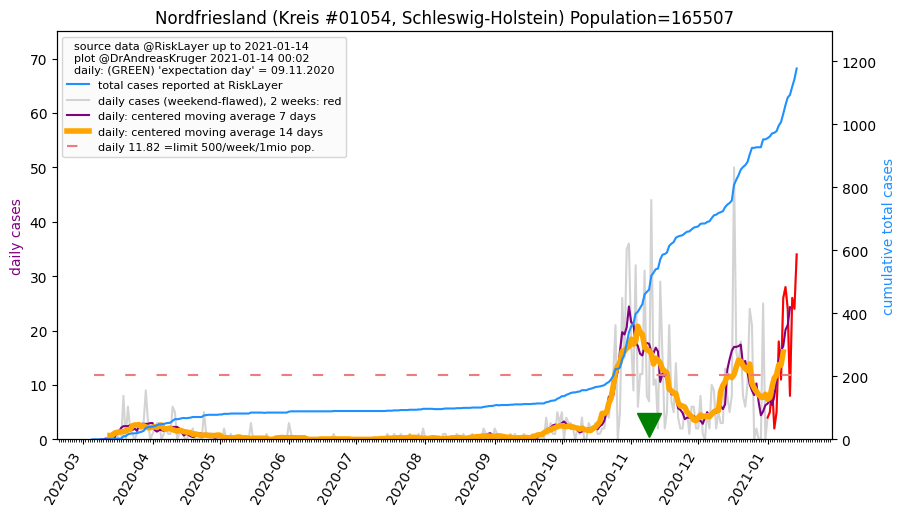 Nordfriesland (Kreis #01054, Schleswig-Holstein) Population=165507
source data @RiskLayer up to 2021-01-14
plot @DrAndreasKruger 2021-01-14 00:02
daily: (GREEN) 'expectation day' = 09.11.2020
total cases reported at RiskLayer
daily cases (weekend-flawed), 2 weeks: red
daily: centered moving average 7 days
daily: centered moving average 14 days
daily 11.82 =limit 500/week/1mio pop.
daily cases
70
60
50
40
30
20
10
0
cumulative total cases
1200
1000
800
600
400
200
0
2020-03
2020-04
2020-05
2020-06
2020-07
2020-08
2020-09
2020-10
2020-11
2020-12
2021-01